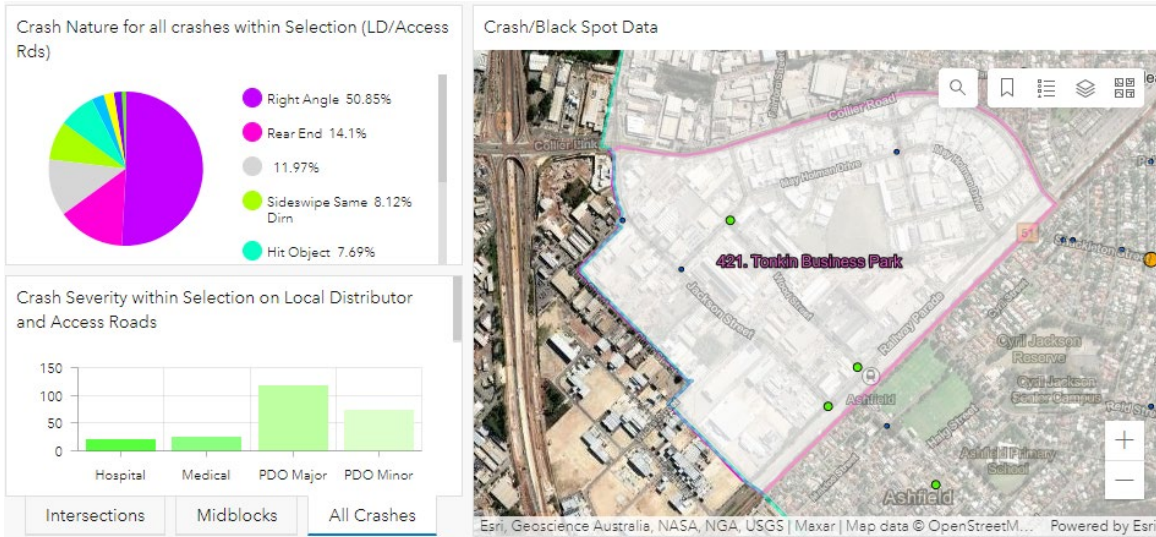 Crash Nature for all crashes within Selection (LD/Access
Rds)
Right Angle 50.85%
Rear End 14.1%
11.97%
Sideswipe Same 8.12%
Dirn
Hit Object 7.69%
Crash Severity within Selection on Local Distributor
and Access Roads
150
100
50
0
Hospital
Medical
PDO Major
PDO Minor
Intersections
Midblocks
All Crashes
Crash/Black Spot Data
Collier Road
Collier Link
May Holman Drive
May Holman Drive
51
421. Tonkin Business Park
Jackson Street
Wood Street
Railway Parade
Cyril Street
Cyril Jackson
Reserve
Cyril Jackson
Senior Campus
Ashfield
Reid
Haig Street
Ashfield Primary
School
Ashfield
Esri, Geoscience Australia, NASA, NGA, USGS | Maxar | Map data © OpenStreetM...
Powered by Esri